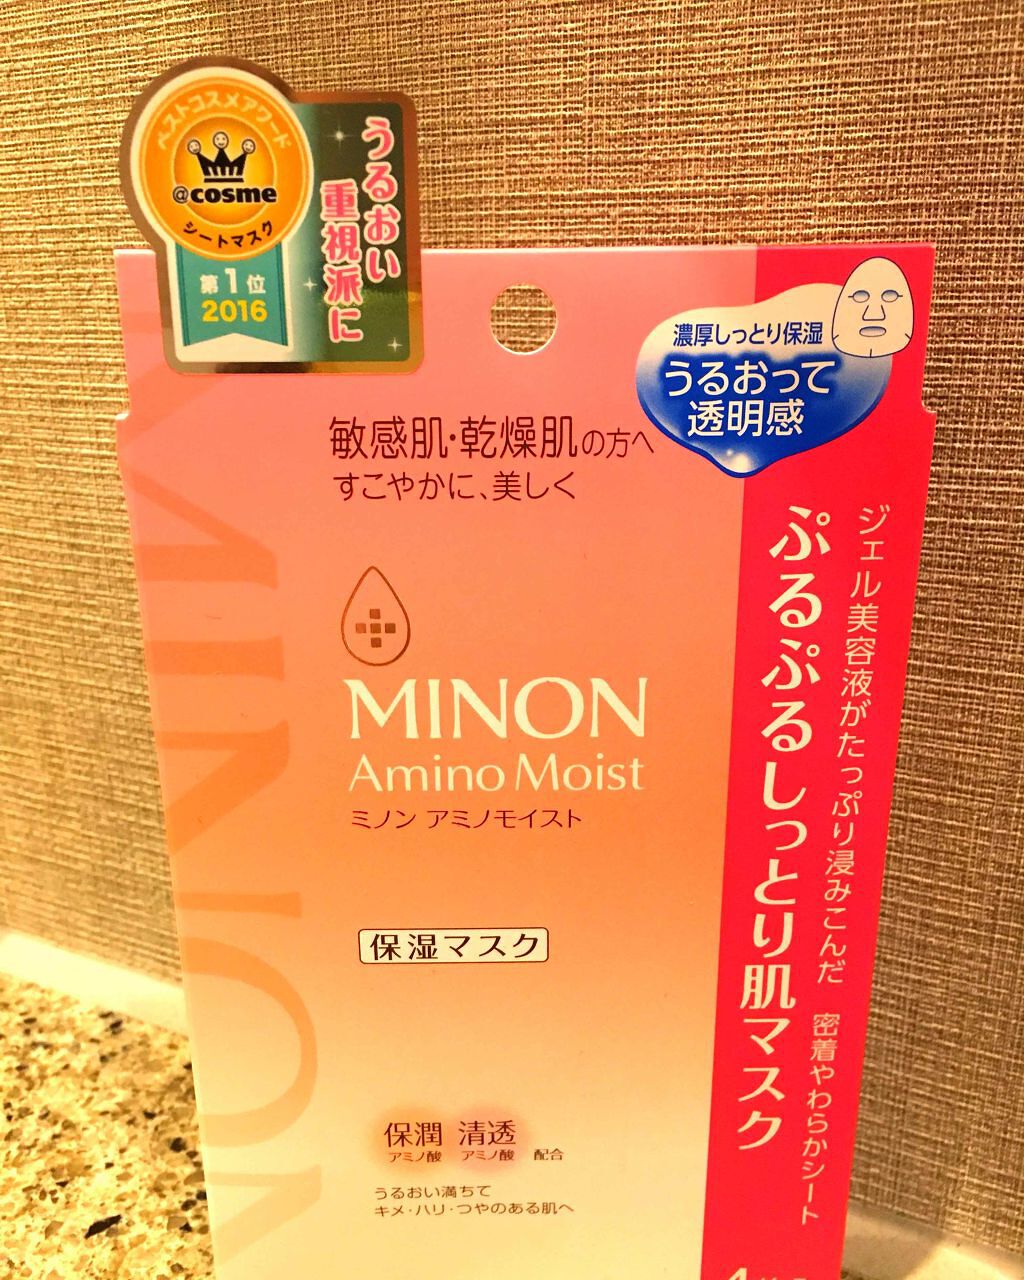 ベストコスメアワード
@cosme
シートマスク
第1位
2016
うるおい
重視派に
濃厚しっとり保湿
うるおって
透明感
敏感肌・乾燥肌の方へ
すこやかに、美しく
MINON
Amino Moist
ミノン アミノモイスト
保湿マスク
保潤 清透
アミノ酸 アミノ酸 配合
うるおい満ちて
キメ・ハリ・つやのある肌へ
ジェル美容液がたっぷり浸みこんだ 密着やわらかシート
ぷるぷるしっとり肌マスク
MINON